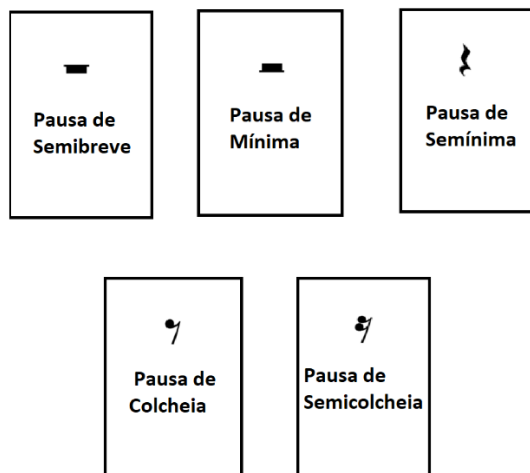 Pausa de
Semibreve
Pausa de
Mínima
Pausa de
Semínima
Pausa de
Colcheia
Pausa de
Semicolcheia